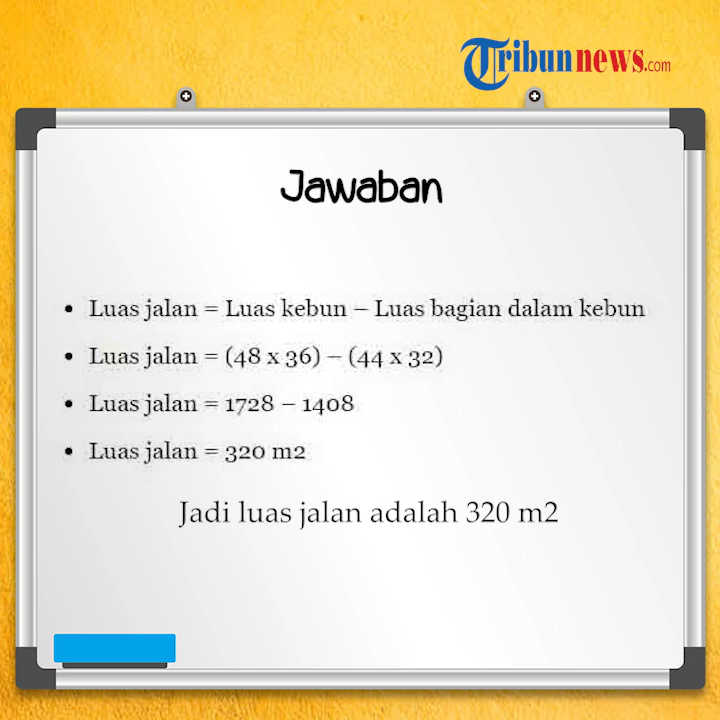 Tribunnews.com
Jawaban
• Luas jalan = Luas kebun – Luas bagian dalam kebun
• Luas jalan = (48 x 36) – (44 x 32)
• Luas jalan = 1728 – 1408
• Luas jalan = 320 m2
Jadi luas jalan adalah 320 m2